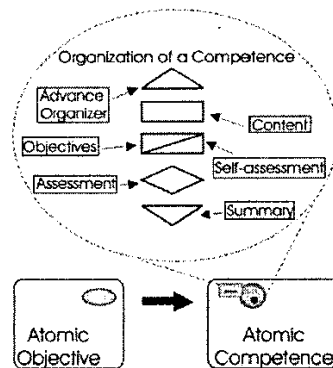 Organization of a Competence
Advance
Organizer
Content
Objectives
Self-assessment
Assessment
Summary
Atomic
Objective
Atomic
Competence